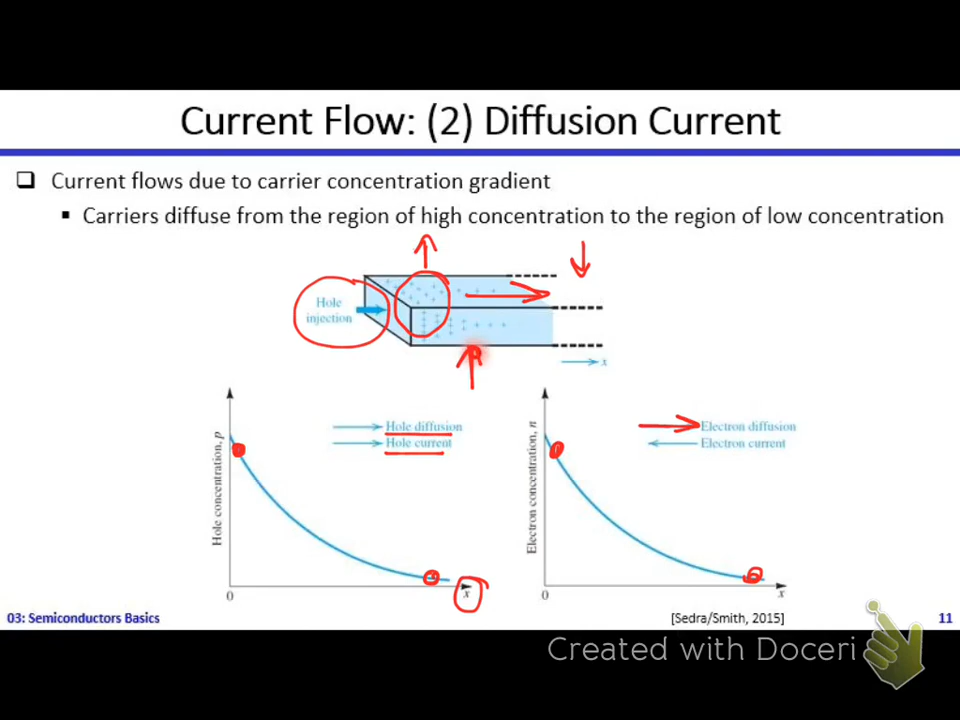 Current Flow: (2) Diffusion Current
Current flows due to carrier concentration gradient
Carriers diffuse from the region of high concentration to the region of low concentration
Hole
injection
x
Hole concentration, p
Hole diffusion
Hole current
0
x
Electron concentration, n
Electron diffusion
Electron current
0
x
03: Semiconductors Basics
[Sedra/Smith, 2015]
11
Created with Doceri